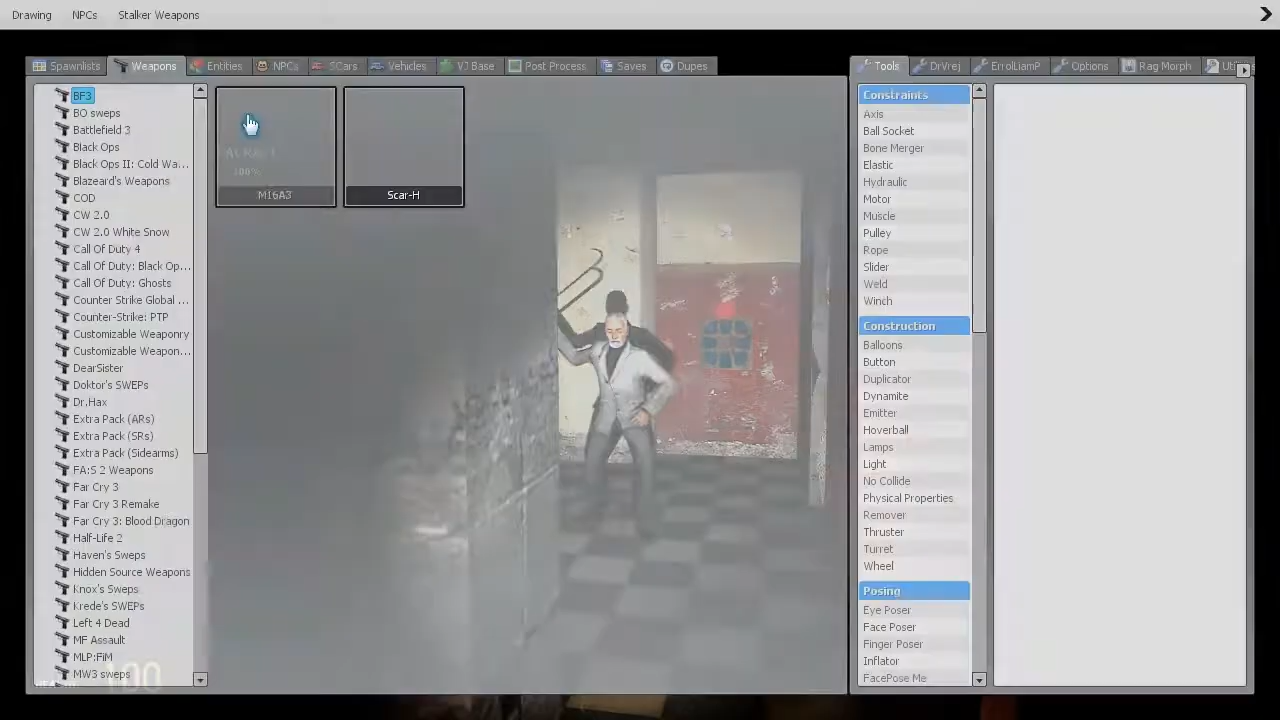 Drawing NPCs Stalker Weapons
Spawnlists Weapons Entities NPCs SCars Vehicles VJ Base Post Process Saves Dupes
Tools DrVrej ErrolLiamP Options Rag Morph
BF3
BO sweps
Battlefield 3
Black Ops
Black Ops II: Cold Wa...
Blazeard's Weapons
COD
CW 2.0
CW 2.0 White Snow
Call Of Duty 4
Call Of Duty: Black Op...
Call Of Duty: Ghosts
Counter Strike Global ...
Counter-Strike: PTP
Customizable Weaponry
Customizable Weapon...
DearSister
Doktor's SWEPs
Dr,Hax
Extra Pack (ARs)
Extra Pack (SRs)
Extra Pack (Sidearms)
FA:S 2 Weapons
Far Cry 3
Far Cry 3 Remake
Far Cry 3: Blood Dragon
Half-Life 2
Haven's Sweps
Hidden Source Weapons
Knox's Sweps
Krede's SWEPs
Left 4 Dead
MF Assault
MLP:FiM
MW3 sweps
100%
M16A3
Scar-H
100
Constraints
Axis
Ball Socket
Bone Merger
Elastic
Hydraulic
Motor
Muscle
Pulley
Rope
Slider
Weld
Winch
Construction
Balloons
Button
Duplicator
Dynamite
Emitter
Hoverball
Lamps
Light
No Collide
Physical Properties
Remover
Thruster
Turret
Wheel
Posing
Eye Poser
Face Poser
Finger Poser
Inflator
FacePose Me